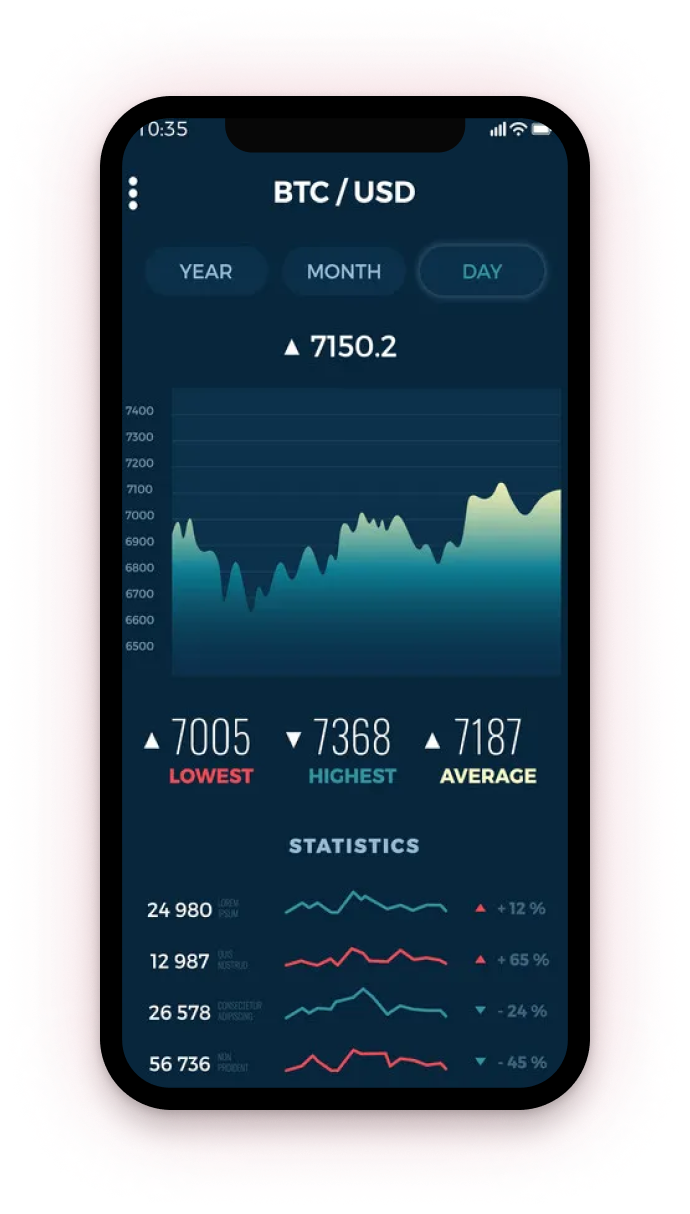 10:35
BTC / USD
YEAR MONTH DAY
▲ 7150.2
7400
7300
7200
7100
7000
6900
6800
6700
6600
6500
▲ 7005 ▼ 7368 ▲ 7187
LOWEST HIGHEST AVERAGE
STATISTICS
24 980 LOREM IPSUM ▲ + 12 %
12 987 QUIS NOSTRUD ▲ + 65 %
26 578 CONSECTETUR ADIPISCING ▼ - 24 %
56 736 NON PROIDENT ▼ - 45 %